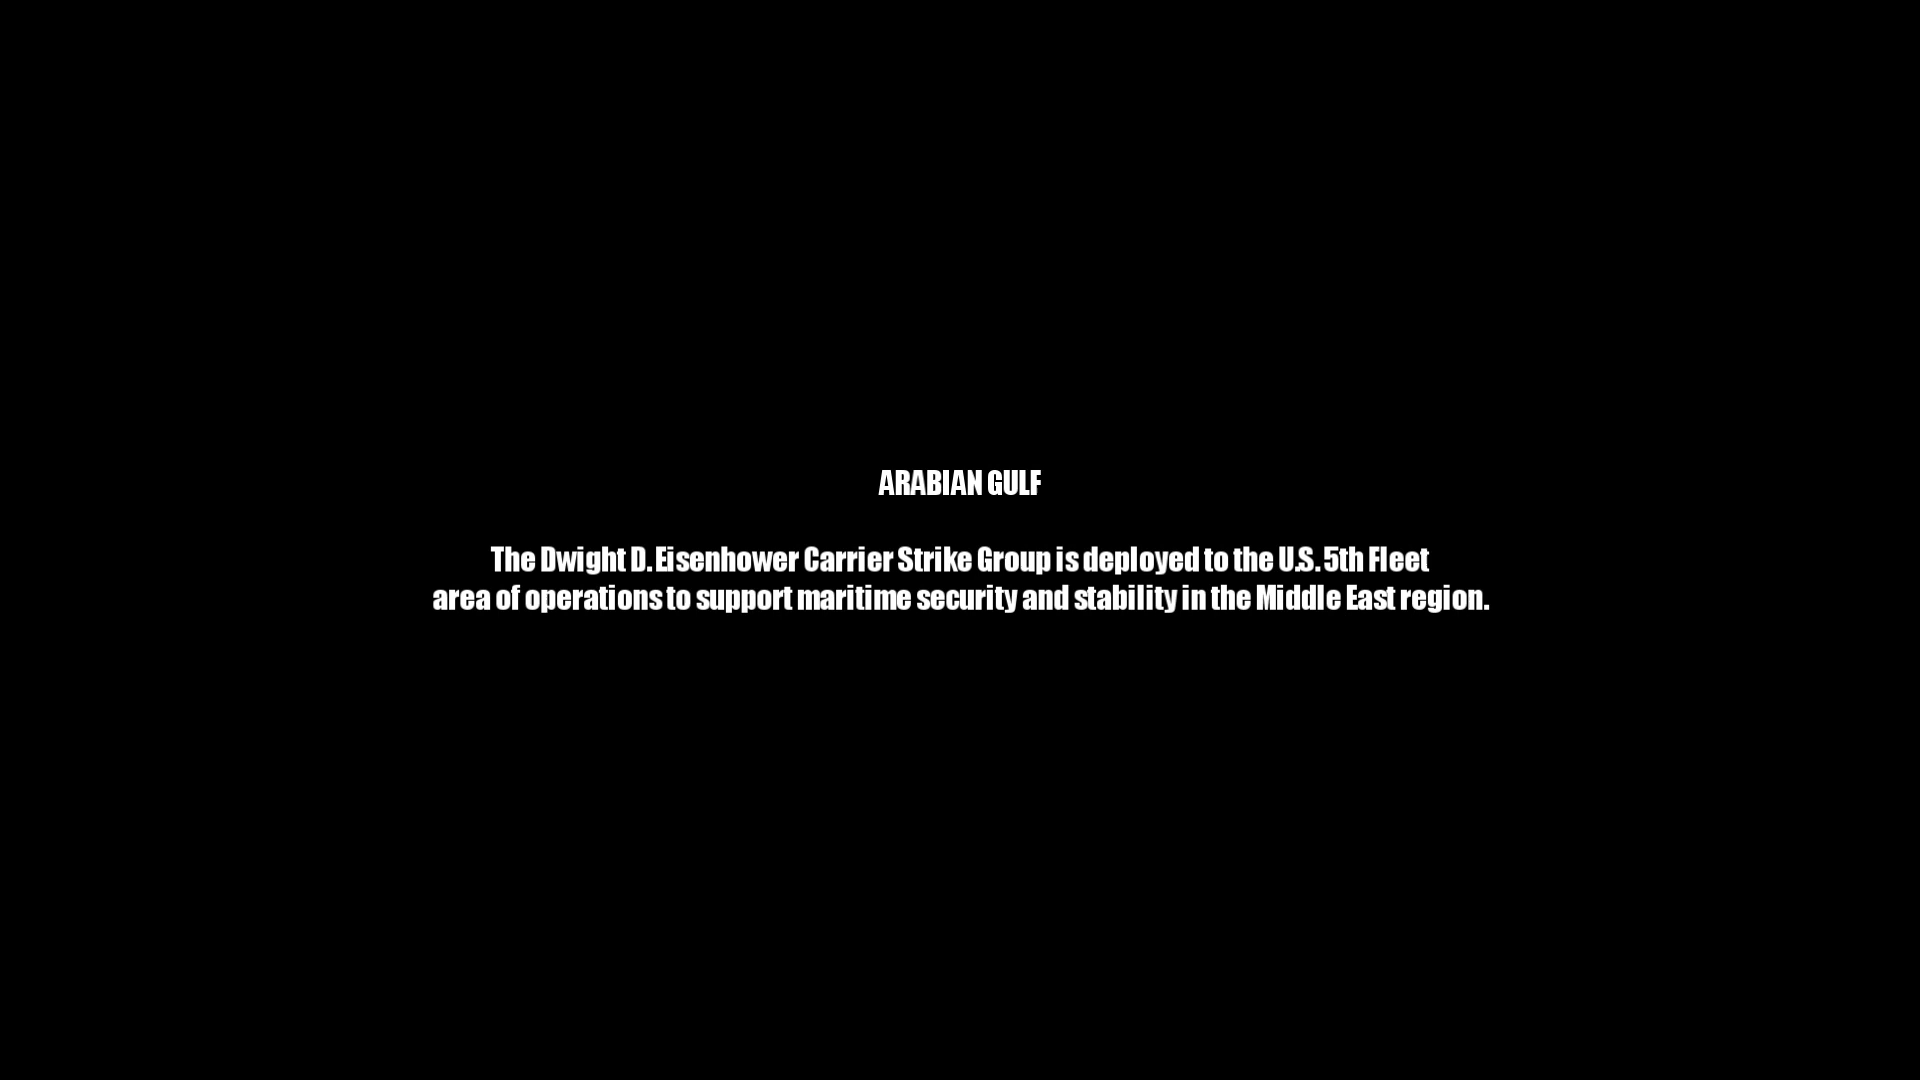 ARABIAN GULF
The Dwight D. Eisenhower Carrier Strike Group is deployed to the U.S. 5th Fleet
area of operations to support maritime security and stability in the Middle East region.